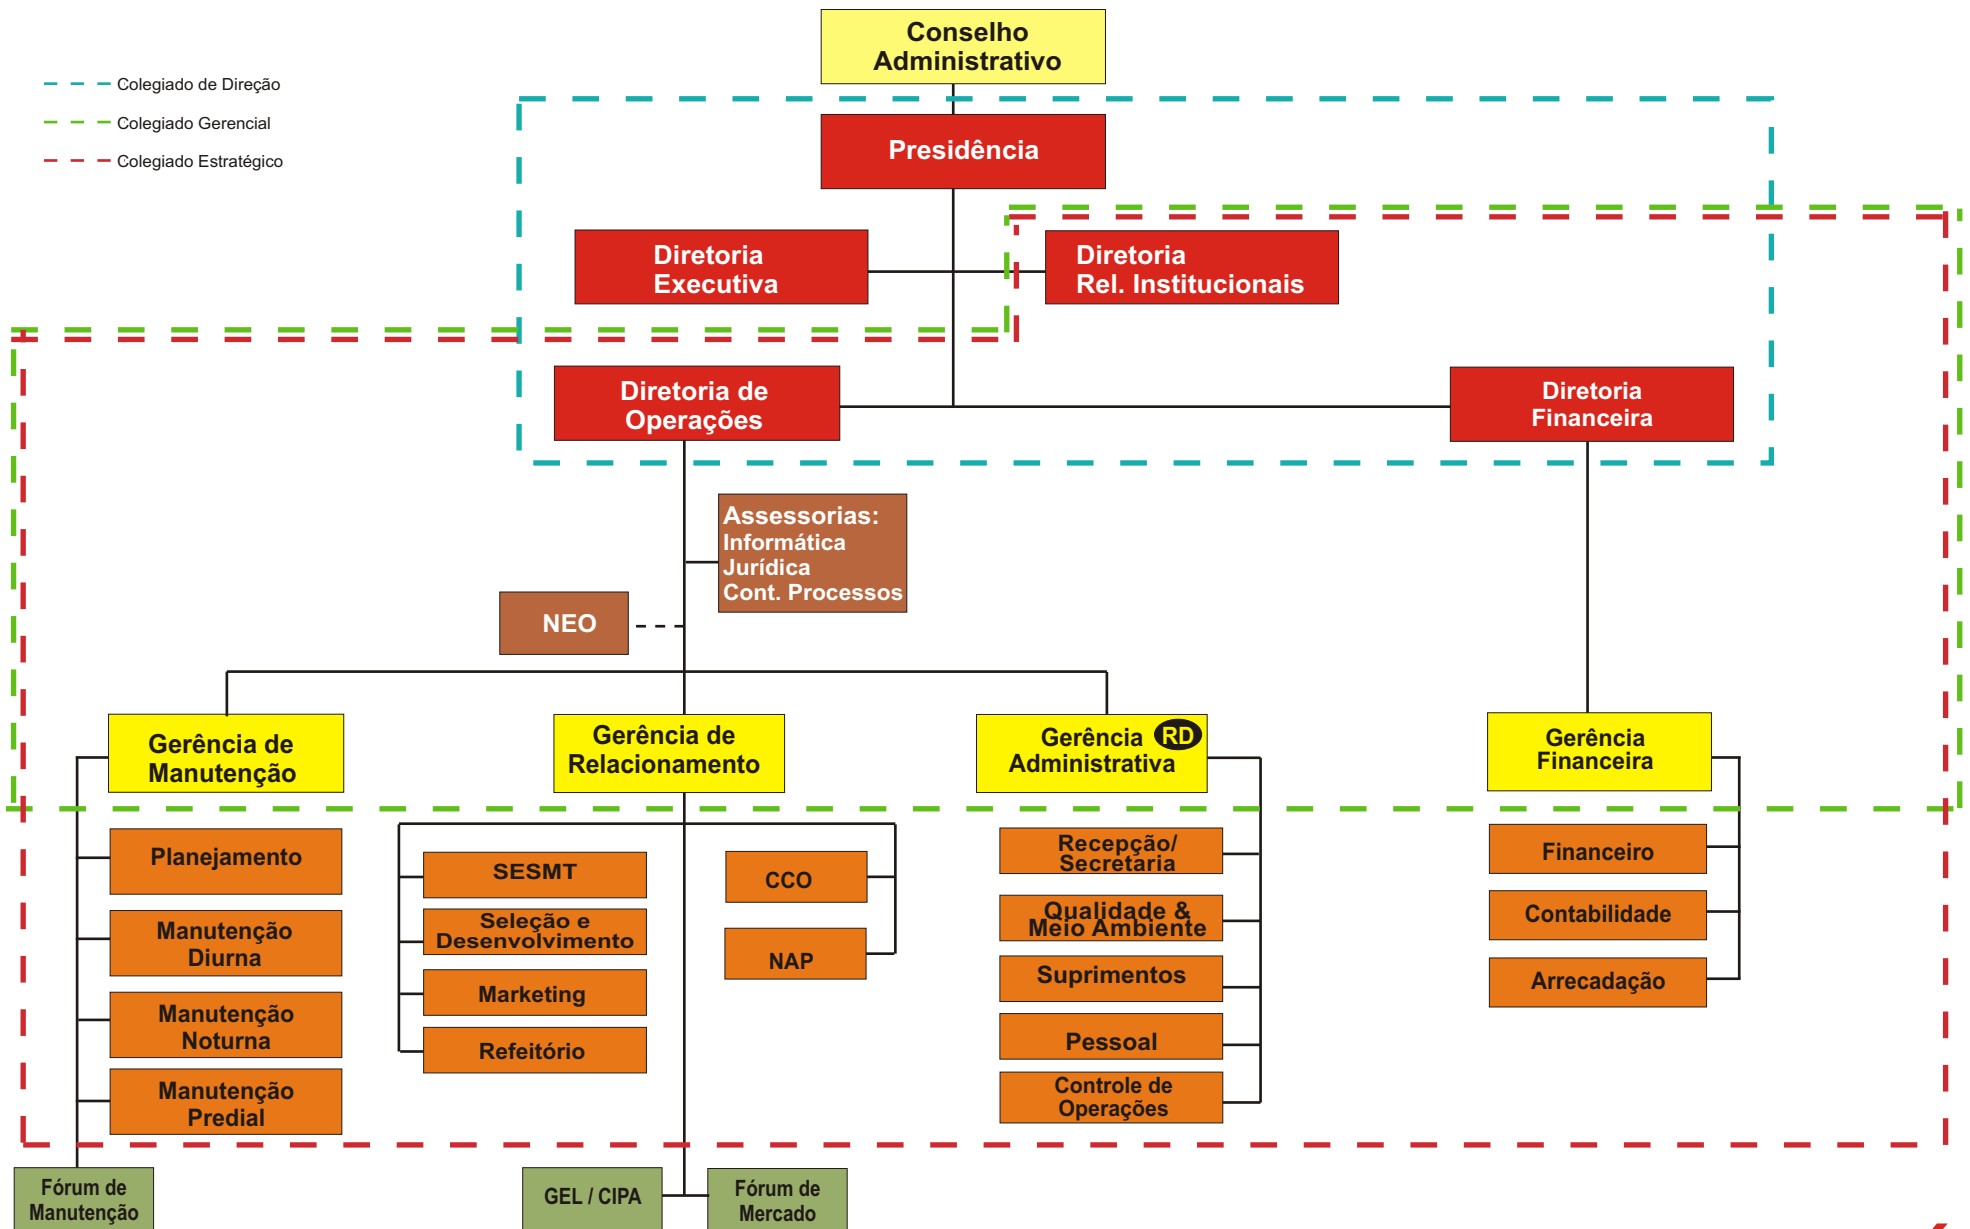 Conselho
Administrativo
Colegiado de Direção
Colegiado Gerencial
Colegiado Estratégico
Presidência
Diretoria
Executiva
Diretoria
Rel. Institucionais
Diretoria de
Operações
Diretoria
Financeira
Assessorias:
Informática
Jurídica
Cont. Processos
NEO
Gerência de
Manutenção
Gerência de
Relacionamento
Gerência
Administrativa
RD
Gerência
Financeira
Planejamento
Manutenção
Diurna
Manutenção
Noturna
Manutenção
Predial
SESMT
Seleção e
Desenvolvimento
Marketing
Refeitório
CCO
NAP
Recepção/
Secretaria
Qualidade &
Meio Ambiente
Suprimentos
Pessoal
Controle de
Operações
Financeiro
Contabilidade
Arrecadação
Fórum de
Manutenção
GEL / CIPA
Fórum de
Mercado